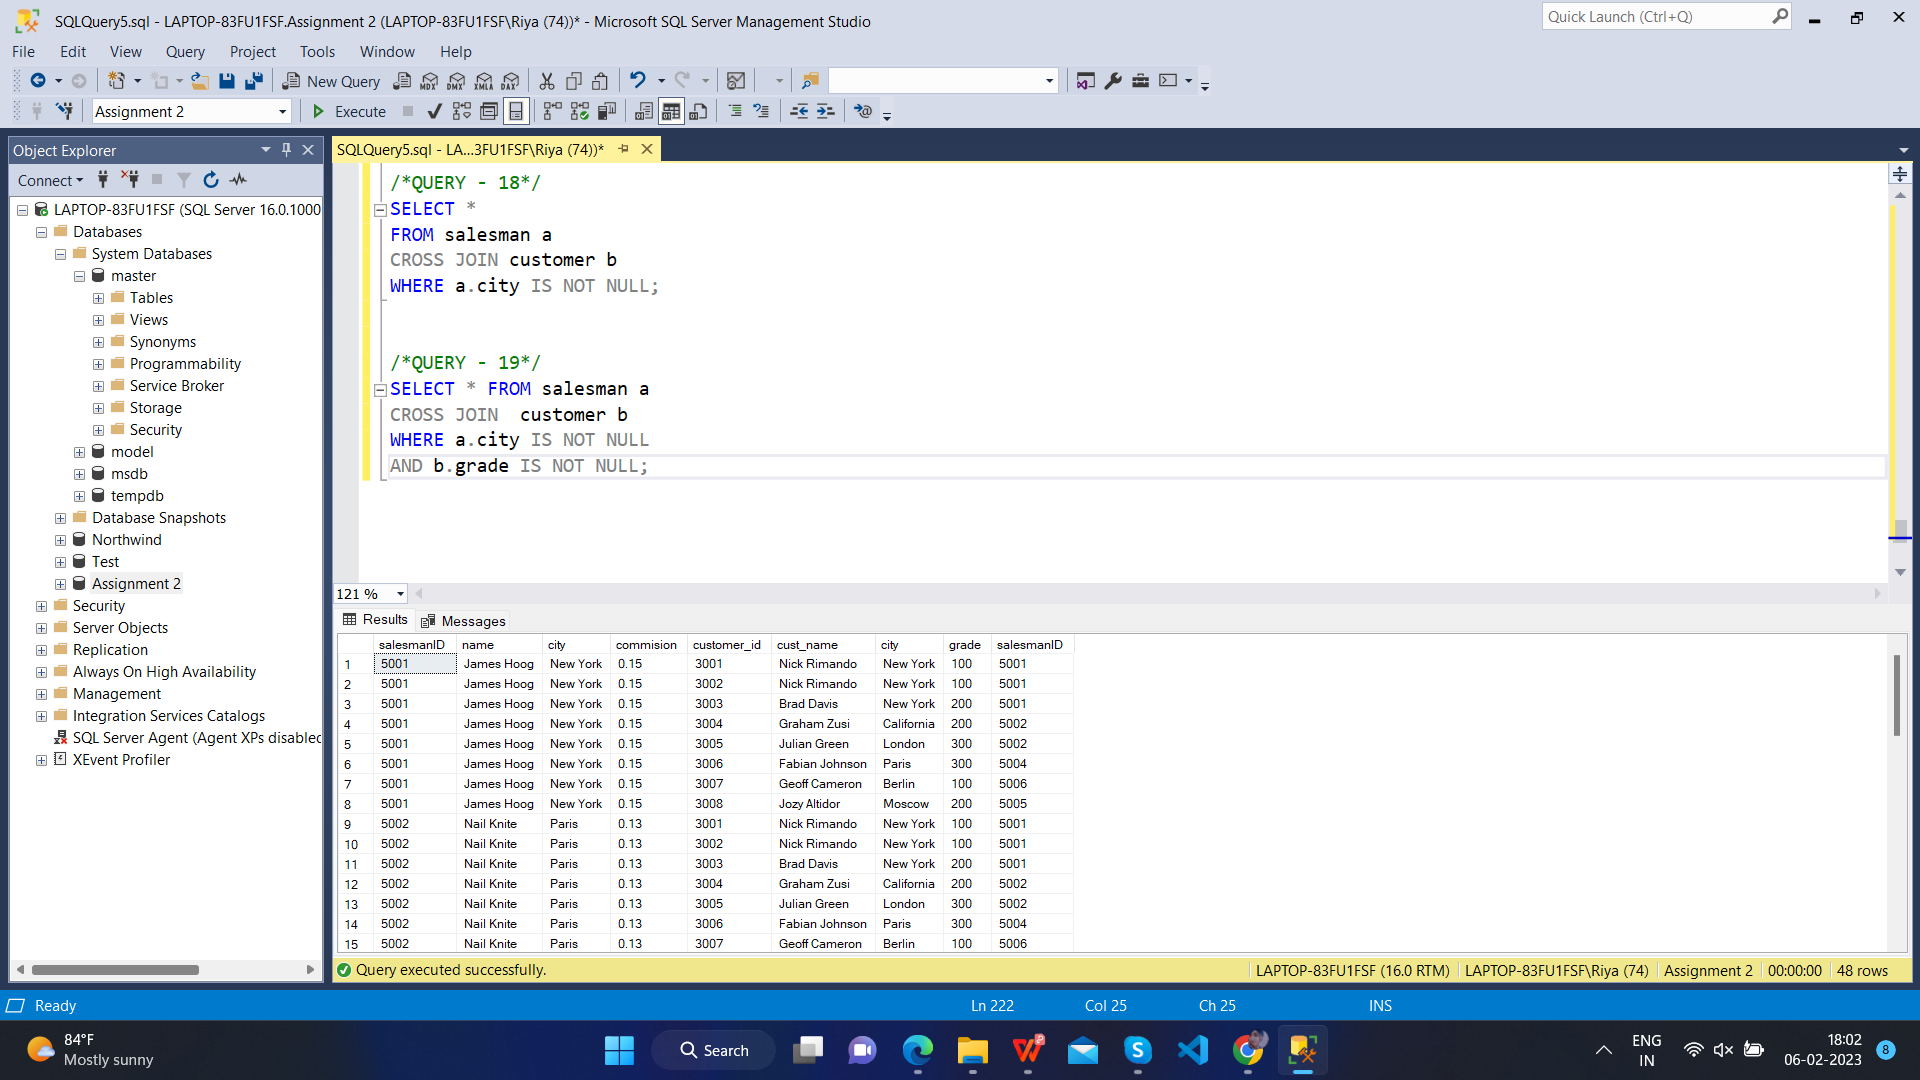 SQLQuery5.sql - LAPTOP-83FU1FSF.Assignment 2 (LAPTOP-83FU1FSF\Riya (74))* - Microsoft SQL Server Management Studio
Quick Launch (Ctrl+Q)
File Edit View Query Project Tools Window Help
New Query MDX DMX XMLA DAX
Assignment 2 Execute
Object Explorer
Connect
LAPTOP-83FU1FSF (SQL Server 16.0.1000
Databases
System Databases
master
Tables
Views
Synonyms
Programmability
Service Broker
Storage
Security
model
msdb
tempdb
Database Snapshots
Northwind
Test
Assignment 2
Security
Server Objects
Replication
Always On High Availability
Management
Integration Services Catalogs
SQL Server Agent (Agent XPs disabled
XEvent Profiler
SQLQuery5.sql - LA...3FU1FSF\Riya (74))*
/*QUERY - 18*/
SELECT *
FROM salesman a
CROSS JOIN customer b
WHERE a.city IS NOT NULL;
/*QUERY - 19*/
SELECT * FROM salesman a
CROSS JOIN  customer b
WHERE a.city IS NOT NULL
AND b.grade IS NOT NULL;
121 %
Results Messages
salesmanID name city commision customer_id cust_name city grade salesmanID
1 5001 James Hoog New York 0.15 3001 Nick Rimando New York 100 5001
2 5001 James Hoog New York 0.15 3002 Nick Rimando New York 100 5001
3 5001 James Hoog New York 0.15 3003 Brad Davis New York 200 5001
4 5001 James Hoog New York 0.15 3004 Graham Zusi California 200 5002
5 5001 James Hoog New York 0.15 3005 Julian Green London 300 5002
6 5001 James Hoog New York 0.15 3006 Fabian Johnson Paris 300 5004
7 5001 James Hoog New York 0.15 3007 Geoff Cameron Berlin 100 5006
8 5001 James Hoog New York 0.15 3008 Jozy Altidor Moscow 200 5005
9 5002 Nail Knite Paris 0.13 3001 Nick Rimando New York 100 5001
10 5002 Nail Knite Paris 0.13 3002 Nick Rimando New York 100 5001
11 5002 Nail Knite Paris 0.13 3003 Brad Davis New York 200 5001
12 5002 Nail Knite Paris 0.13 3004 Graham Zusi California 200 5002
13 5002 Nail Knite Paris 0.13 3005 Julian Green London 300 5002
14 5002 Nail Knite Paris 0.13 3006 Fabian Johnson Paris 300 5004
15 5002 Nail Knite Paris 0.13 3007 Geoff Cameron Berlin 100 5006
Query executed successfully. LAPTOP-83FU1FSF (16.0 RTM) LAPTOP-83FU1FSF\Riya (74) Assignment 2 00:00:00 48 rows
Ready Ln 222 Col 25 Ch 25 INS
84°F
Mostly sunny
Search
ENG
IN
18:02
06-02-2023
8